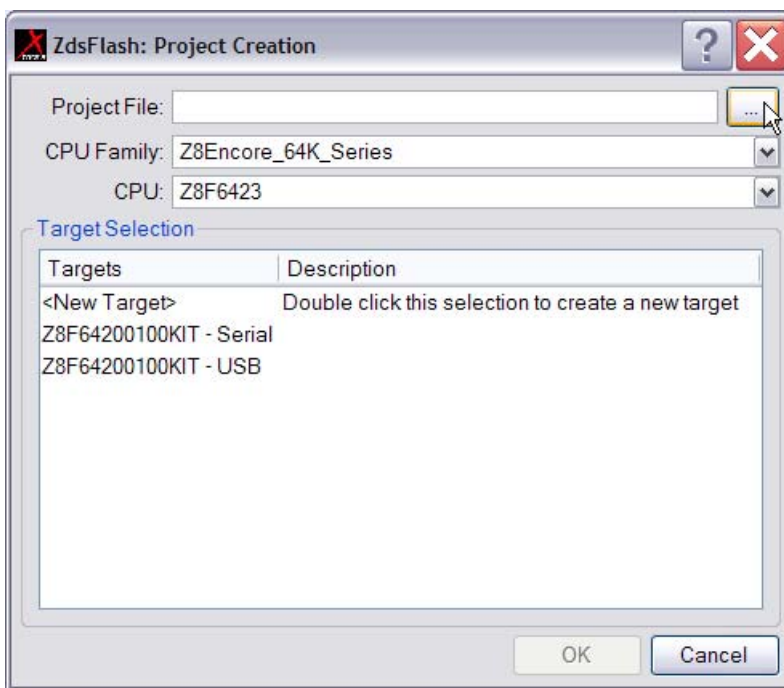 ZdsFlash: Project Creation
Project File: ...
CPU Family: Z8Encore_64K_Series
CPU: Z8F6423
Target Selection
Targets Description
<New Target> Double click this selection to create a new target
Z8F64200100KIT - Serial
Z8F64200100KIT - USB
OK Cancel